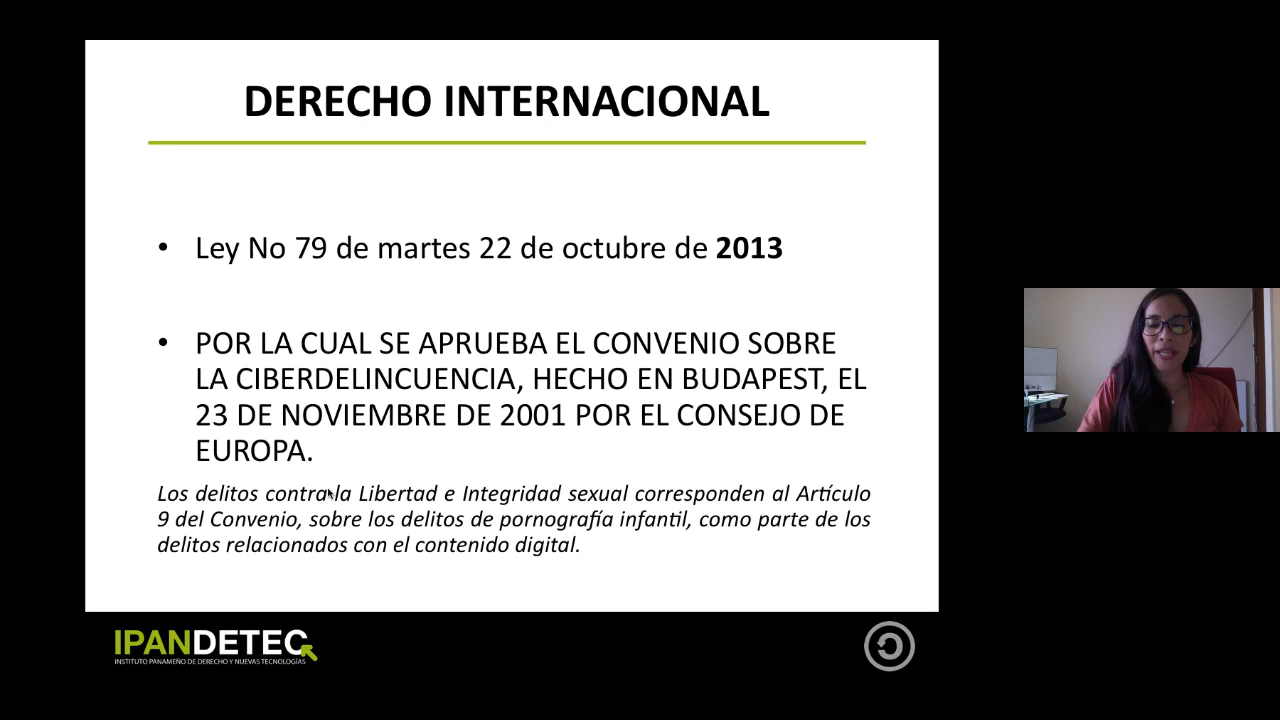 DERECHO INTERNACIONAL
• Ley No 79 de martes 22 de octubre de 2013
• POR LA CUAL SE APRUEBA EL CONVENIO SOBRE
LA CIBERDELINCUENCIA, HECHO EN BUDAPEST, EL
23 DE NOVIEMBRE DE 2001 POR EL CONSEJO DE
EUROPA.
Los delitos contra la Libertad e Integridad sexual corresponden al Artículo
9 del Convenio, sobre los delitos de pornografía infantil, como parte de los
delitos relacionados con el contenido digital.
IPANDETEC
INSTITUTO PANAMEÑO DE DERECHO Y NUEVAS TECNOLOGÍAS